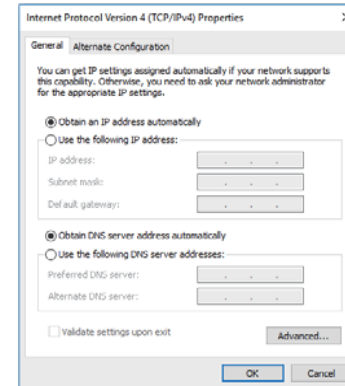 Internet Protocol Version 4 (TCP/IPv4) Properties
General
Alternate Configuration
You can get IP settings assigned automatically if your network supports
this capability. Otherwise, you need to ask your network administrator
for the appropriate IP settings.
Obtain an IP address automatically
Use the following IP address:
IP address:
Subnet mask:
Default gateway:
Obtain DNS server address automatically
Use the following DNS server addresses:
Preferred DNS server:
Alternate DNS server:
Validate settings upon exit
Advanced...
OK
Cancel